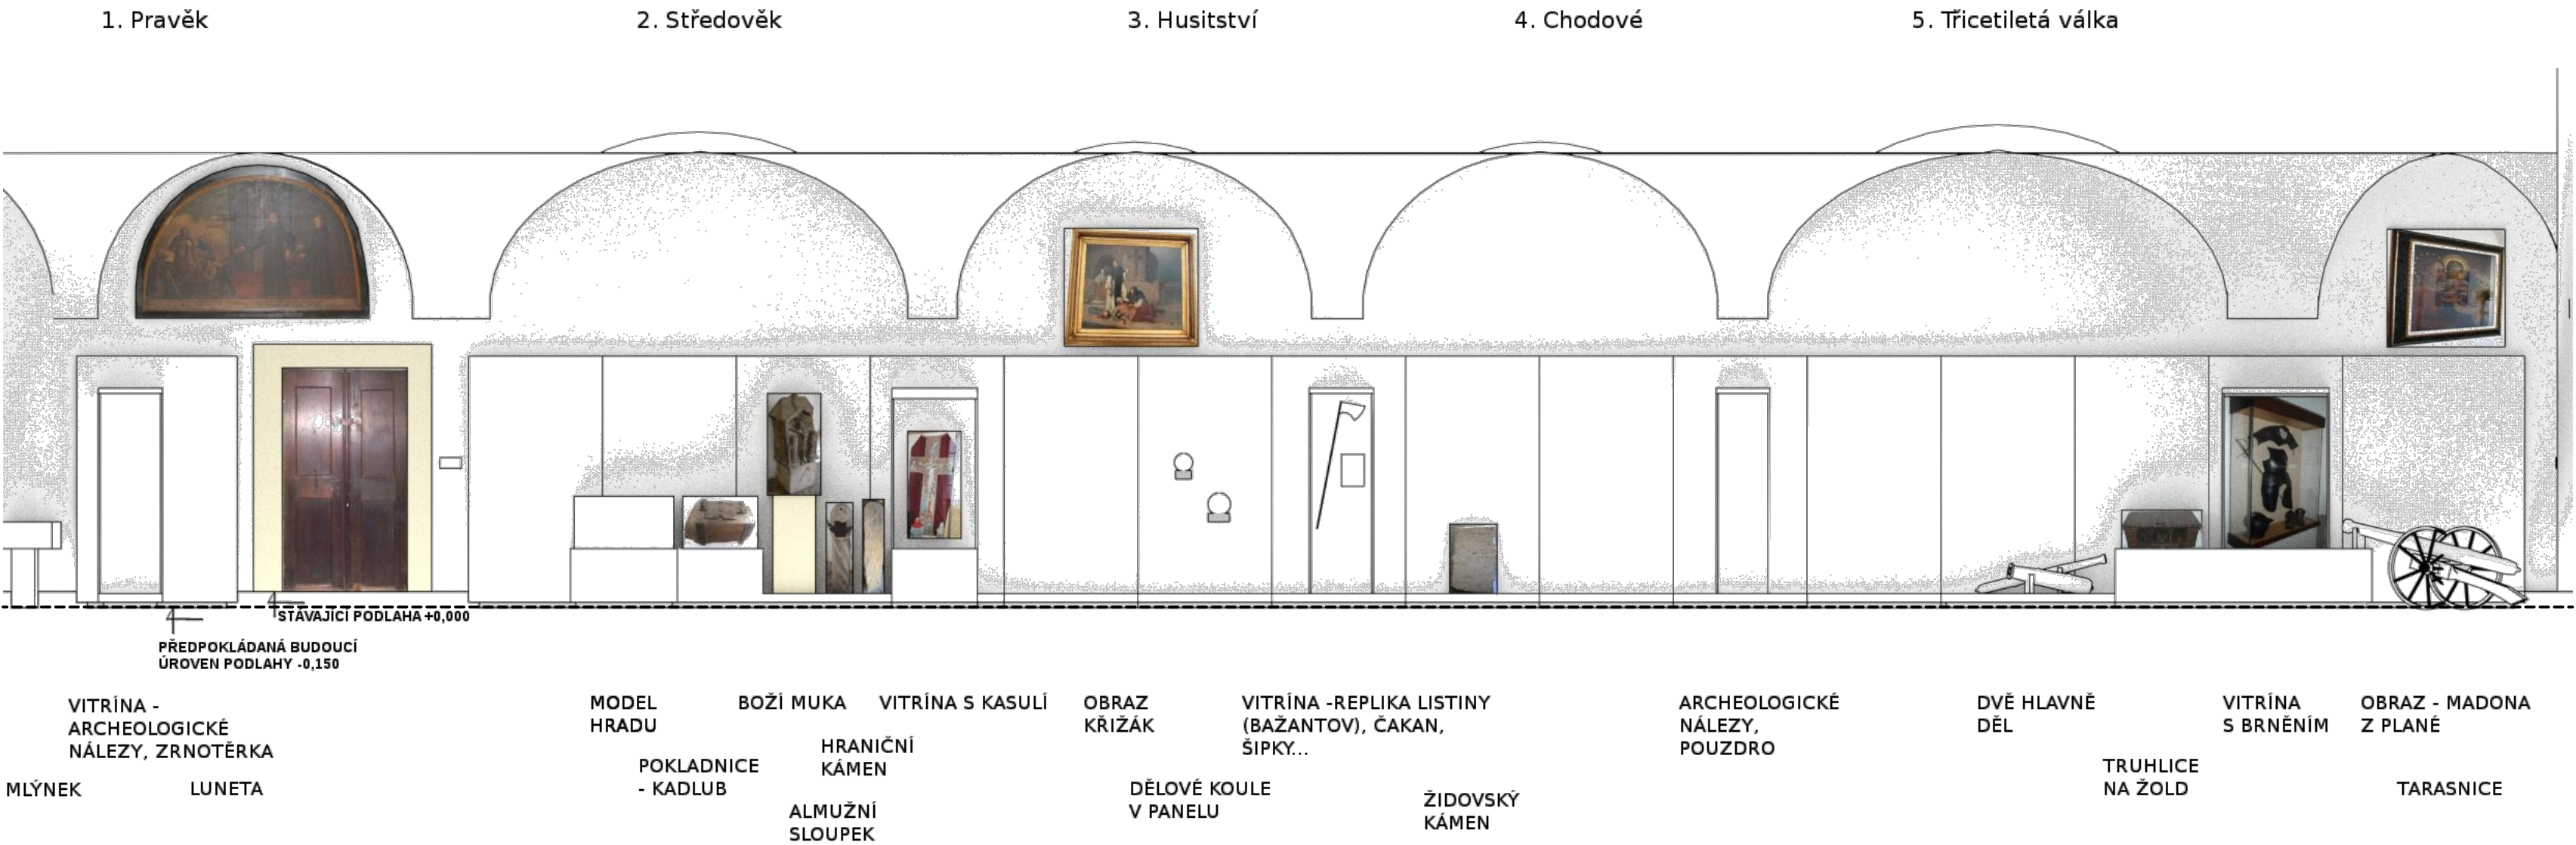 1. Pravěk
2. Středověk
3. Husitství
4. Chodové
5. Třicetiletá válka
STÁVAJÍCÍ PODLAHA +0,000
PŘEDPOKLÁDANÁ BUDOUCÍ
ÚROVEN PODLAHY -0,150
VITRÍNA -
ARCHEOLOGICKÉ
NÁLEZY, ZRNOTĚRKA
MLÝNEK
LUNETA
MODEL
HRADU
POKLADNICE
- KADLUB
BOŽÍ MUKA
HRANIČNÍ
KÁMEN
ALMUŽNÍ
SLOUPEK
VITRÍNA S KASULÍ
OBRAZ
KŘIŽÁK
DĚLOVÉ KOULE
V PANELU
VITRÍNA -REPLIKA LISTINY
(BAŽANTOV), ČAKAN,
ŠIPKY...
ŽIDOVSKÝ
KÁMEN
ARCHEOLOGICKÉ
NÁLEZY,
POUZDRO
DVĚ HLAVNĚ
DĚL
TRUHLICE
NA ŽOLD
VITRÍNA
S BRNĚNÍM
OBRAZ - MADONA
Z PLANÉ
TARASNICE